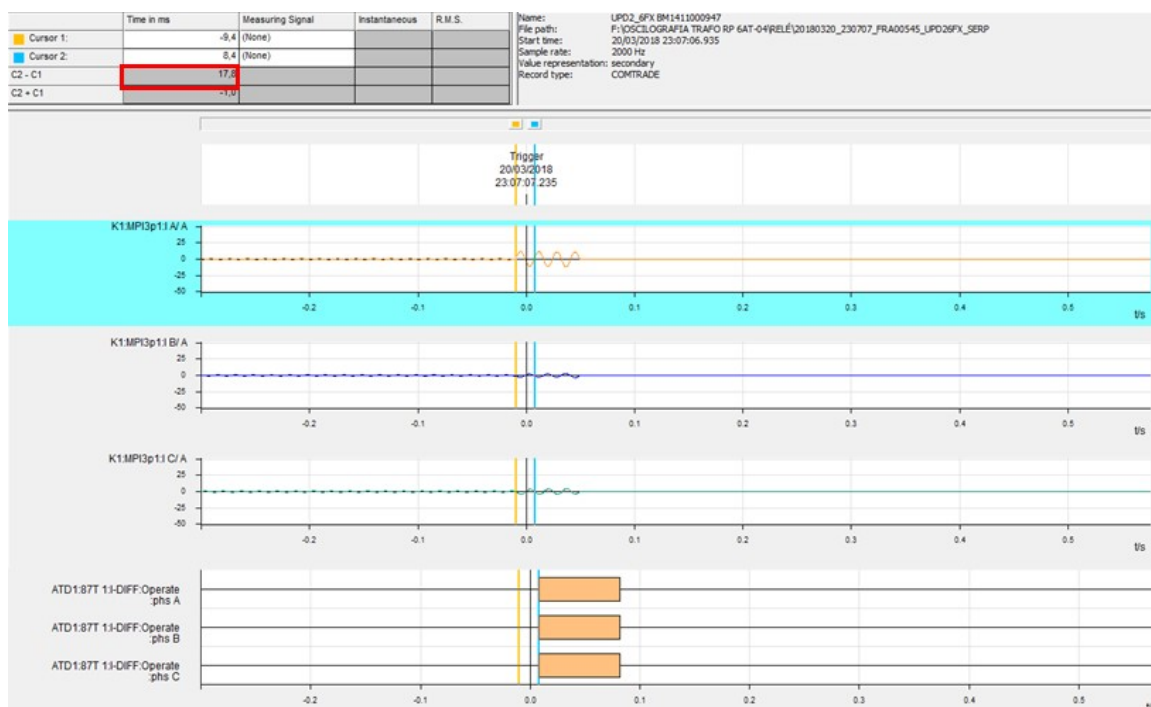 Time in ms Measuring Signal Instantaneous R.M.S.
Cursor 1: -9,4 (None)
Cursor 2: 8,4 (None)
C2 - C1 17,8
C2 + C1 -1,0
Name: UPD2_6FX BM1411000947
File path: F:\OSCILOGRAFIA TRAFO RP 6AT-04\RELÉ\20180320_230707_FRA00545_UPD26FX_SERP
Start time: 20/03/2018 23:07:06.935
Sample rate: 2000 Hz
Value representation: secondary
Record type: COMTRADE
Trigger
20/03/2018
23:07:07.235
K1:MPI3p1:I A/ A
25
0
-25
-50
-0.2 -0.1 0.0 0.1 0.2 0.3 0.4 0.5 t/s
K1:MPI3p1:I B/ A
25
0
-25
-50
-0.2 -0.1 0.0 0.1 0.2 0.3 0.4 0.5 t/s
K1:MPI3p1:I C/ A
25
0
-25
-50
-0.2 -0.1 0.0 0.1 0.2 0.3 0.4 0.5 t/s
ATD1:87T 1:I-DIFF:Operate
:phs A
ATD1:87T 1:I-DIFF:Operate
:phs B
ATD1:87T 1:I-DIFF:Operate
:phs C
-0.2 -0.1 0.0 0.1 0.2 0.3 0.4 0.5